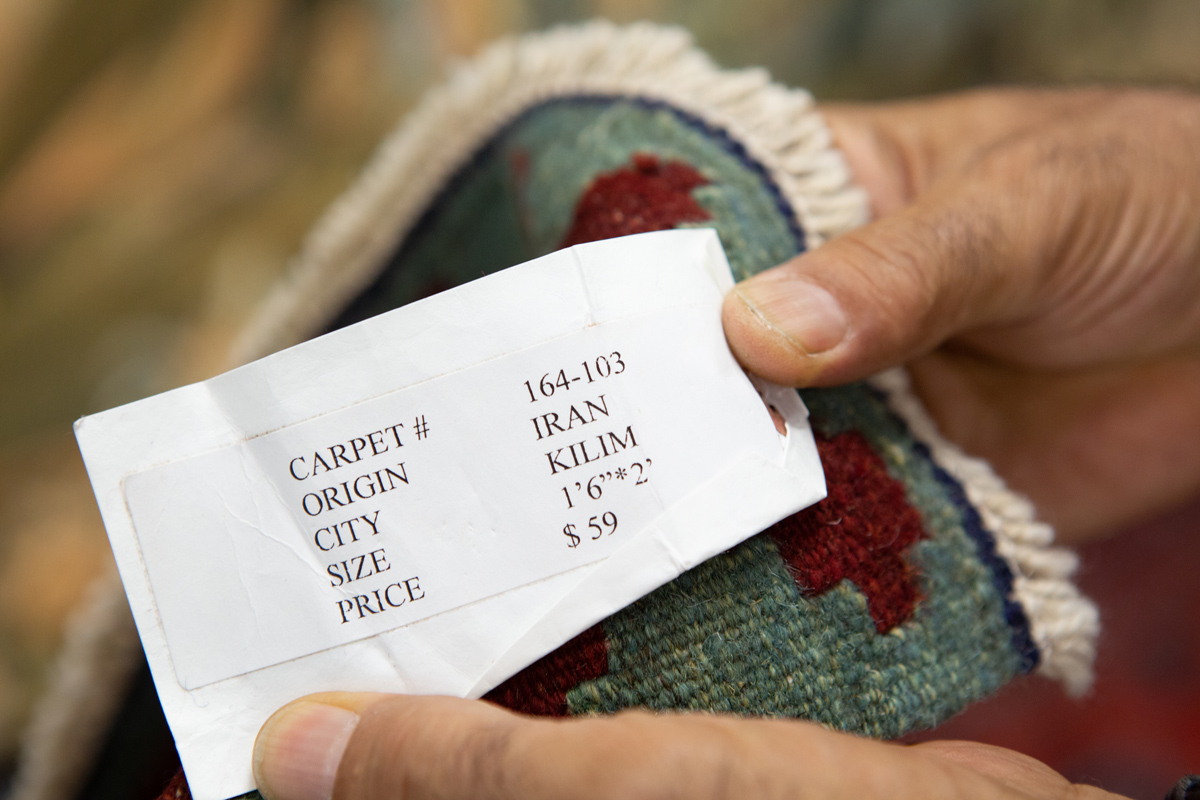 CARPET # 164-103
ORIGIN IRAN
CITY KILIM
SIZE 1'6”*2’
PRICE $ 59